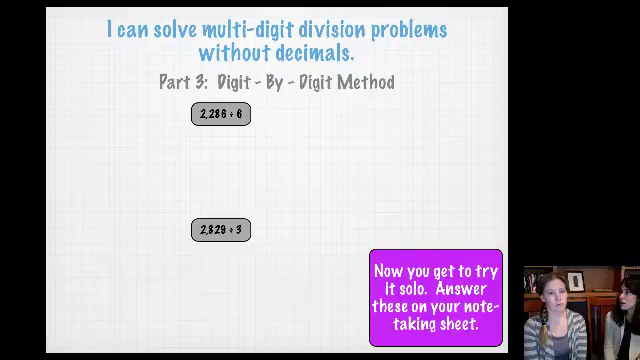 I can solve multi-digit division problems
without decimals.
Part 3: Digit - By - Digit Method
2,286 ÷ 6
2,829 ÷ 3
Now you get to try
it solo. Answer
these on your note-
taking sheet.